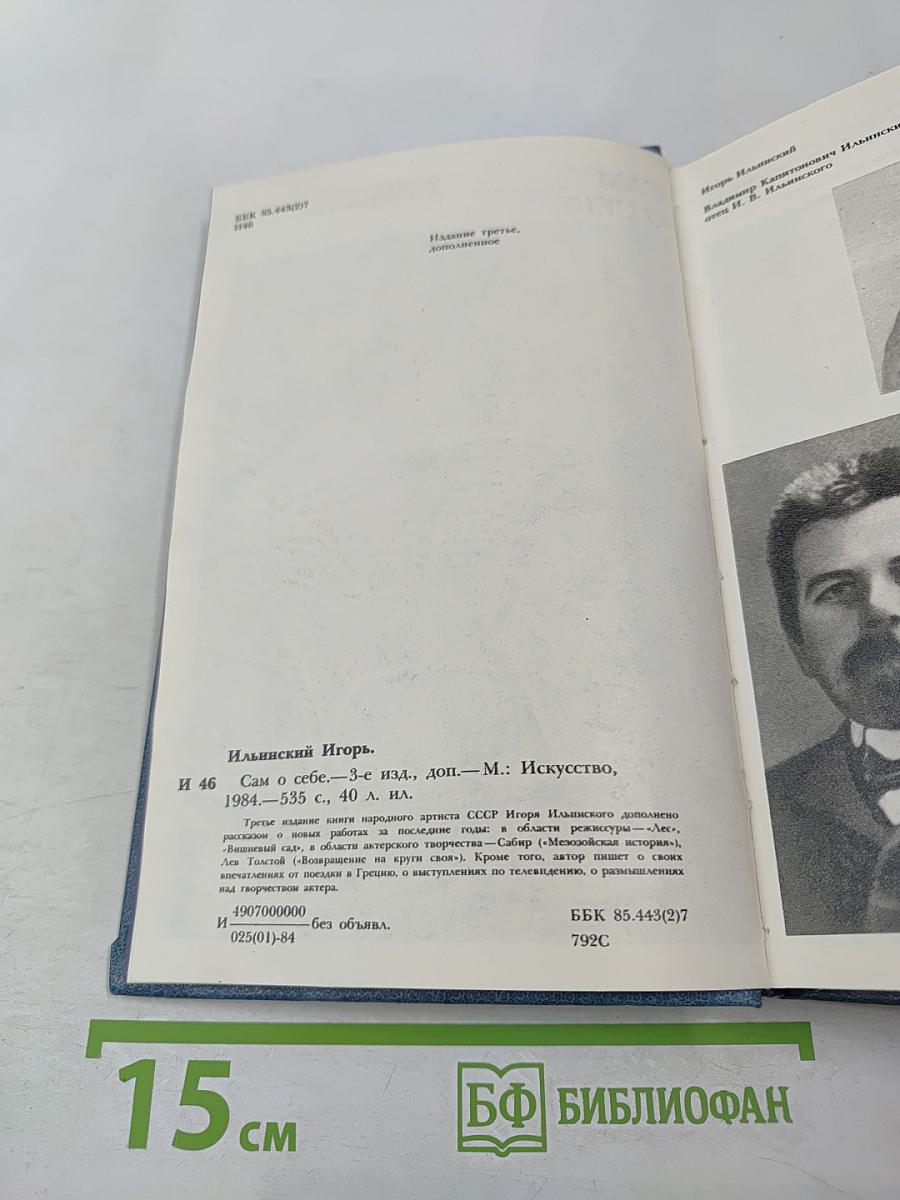 ББК 85.443(2)7
И46
Издание третье,
дополненное
Ильинский Игорь.
И 46 Сам о себе.—3-е изд., доп.—М.: Искусство,
1984.—535 с., 40 л. ил.
Третье издание книги народного артиста СССР Игоря Ильинского дополнено
рассказом о новых работах за последние годы: в области режиссуры—«Лес»,
«Вишневый сад», в области актерского творчества—Сабир («Мезозойская история»),
Лев Толстой («Возвращение на круги своя»). Кроме того, автор пишет о своих
впечатлениях от поездки в Грецию, о выступлениях по телевидению, о размышлениях
над творчеством актера.
4907000000
И без объявл.
025(01)-84
ББК 85.443(2)7
792С
Игорь Ильинский
Владимир Капитонович Ильинский
отец И. В. Ильинского
15 см
БФ БИБЛИОФАН